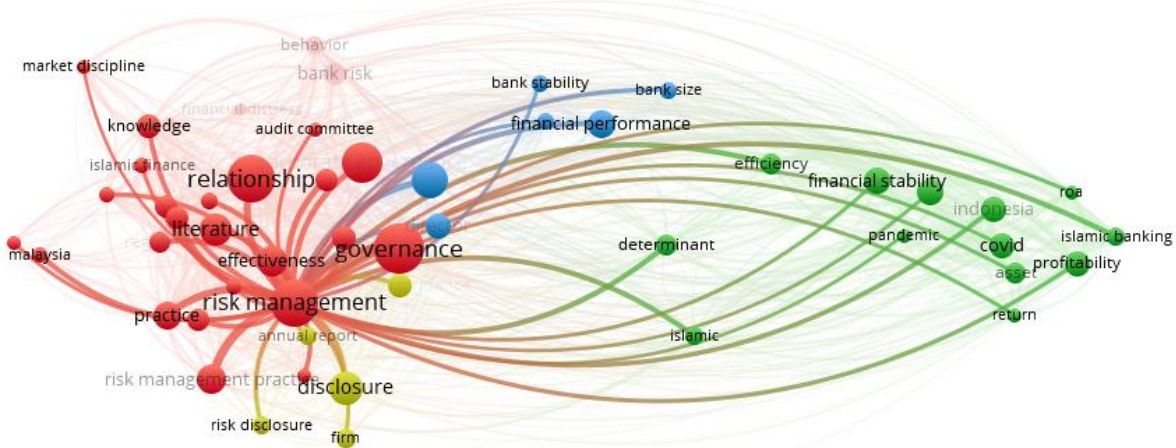 behavior
market discipline
bank risk
bank stability
bank size
financial distress
knowledge
audit committee
financial performance
islamic finance
efficiency
relationship
financial stability
roa
indonesia
literature
governance
determinant
pandemic
covid
islamic banking
malaysia
effectiveness
asset
profitability
risk management
practice
return
annual report
islamic
risk management practice
disclosure
risk disclosure
firm